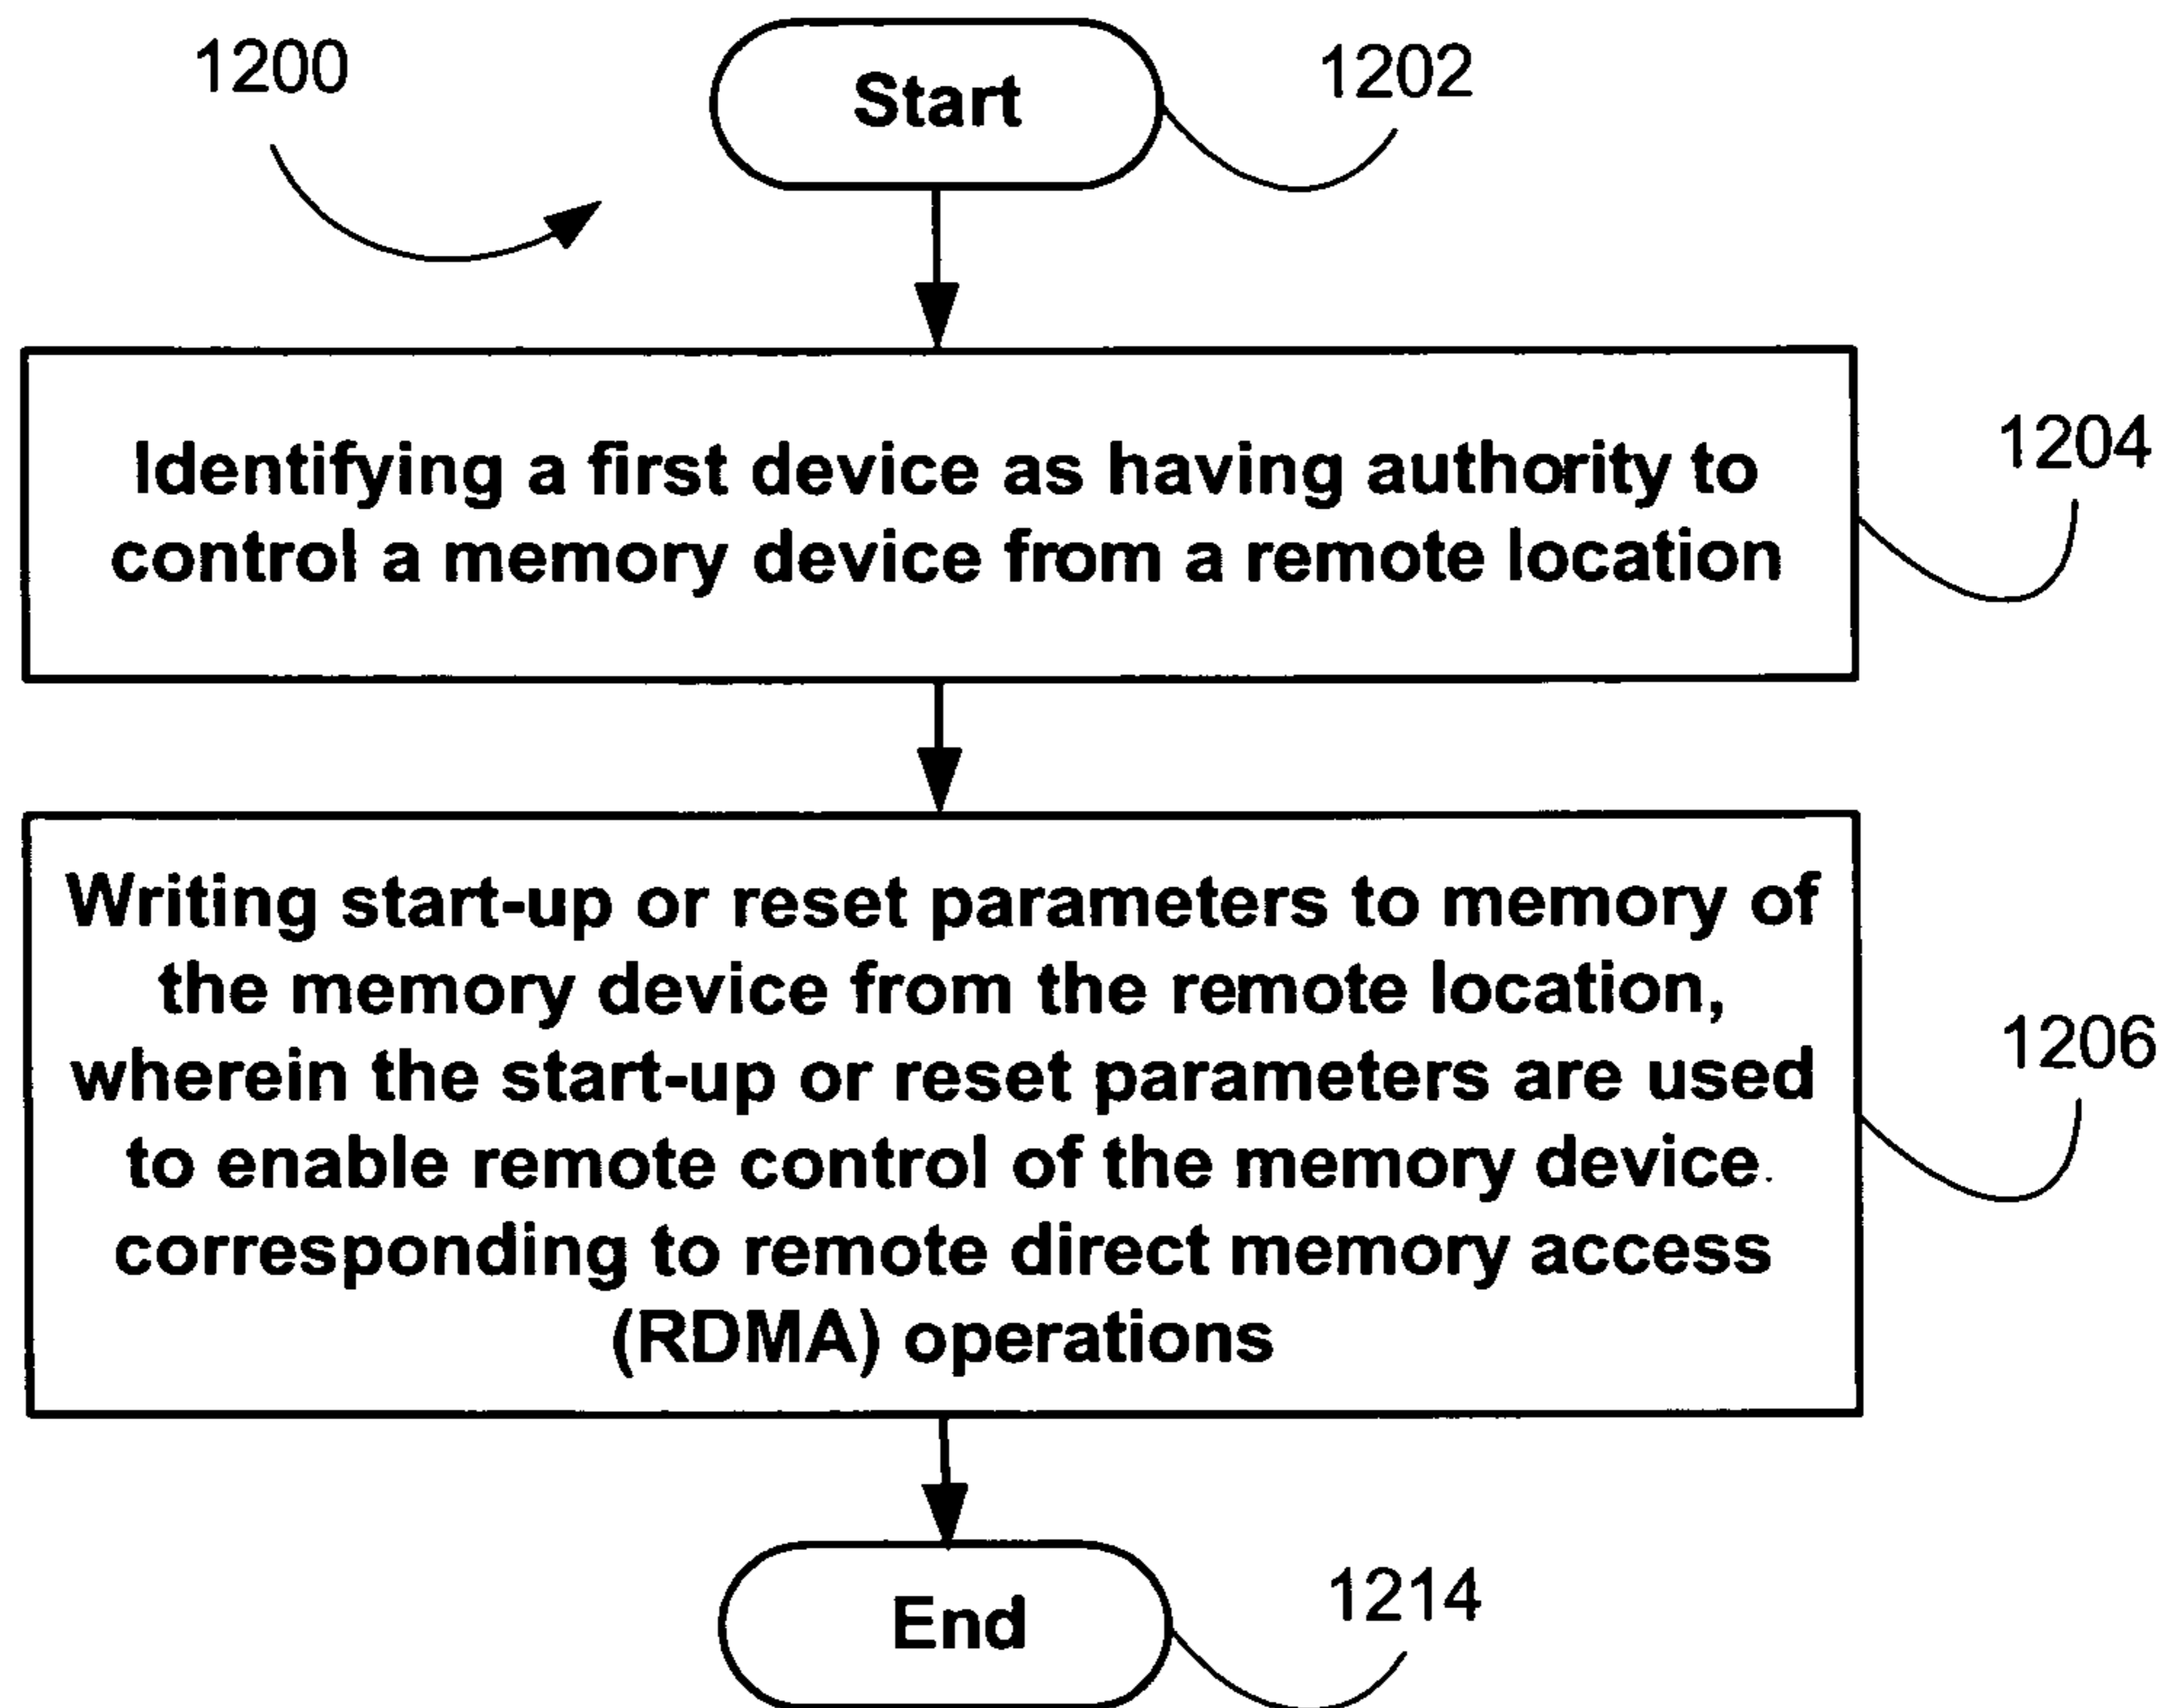 1200
Start
1202
Identifying a first device as having authority to
control a memory device from a remote location
1204
Writing start-up or reset parameters to memory of
the memory device from the remote location,
wherein the start-up or reset parameters are used
to enable remote control of the memory device.
corresponding to remote direct memory access
(RDMA) operations
1206
End
1214